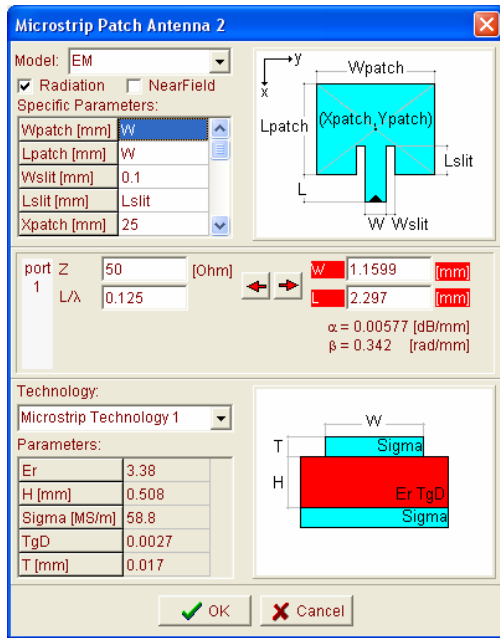 Microstrip Patch Antenna 2
Model: EM
Radiation NearField
Specific Parameters:
Wpatch [mm] W
Lpatch [mm] W
Wslit [mm] 0.1
Lslit [mm] Lslit
Xpatch [mm] 25
y
x
Wpatch
Lpatch
(Xpatch,Ypatch)
Lslit
L
W Wslit
port 1
Z 50 [Ohm]
L/λ 0.125
W 1.1599 [mm]
L 2.297 [mm]
α = 0.00577 [dB/mm]
β = 0.342 [rad/mm]
Technology:
Microstrip Technology 1
Parameters:
Er 3.38
H [mm] 0.508
Sigma [MS/m] 58.8
TgD 0.0027
T [mm] 0.017
W
T
Sigma
H
Er TgD
Sigma
OK Cancel